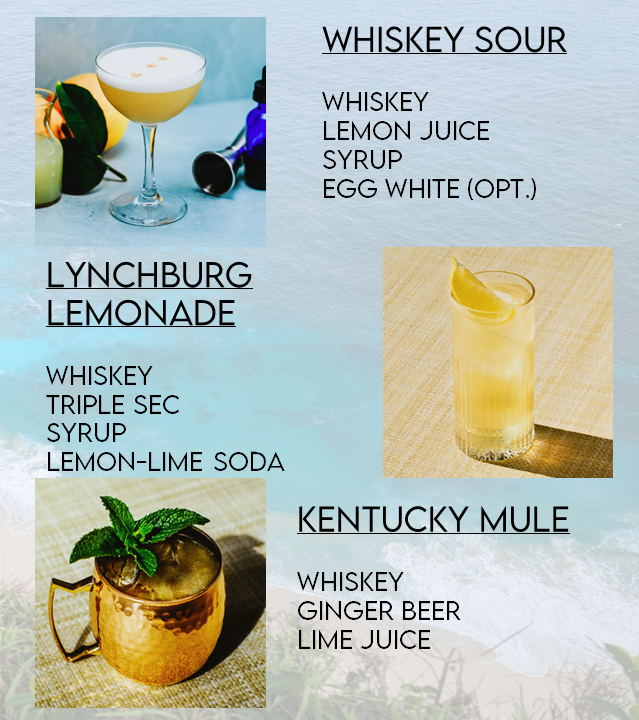 WHISKEY SOUR
WHISKEY
LEMON JUICE
SYRUP
EGG WHITE (OPT.)
LYNCHBURG
LEMONADE
WHISKEY
TRIPLE SEC
SYRUP
LEMON-LIME SODA
KENTUCKY MULE
WHISKEY
GINGER BEER
LIME JUICE